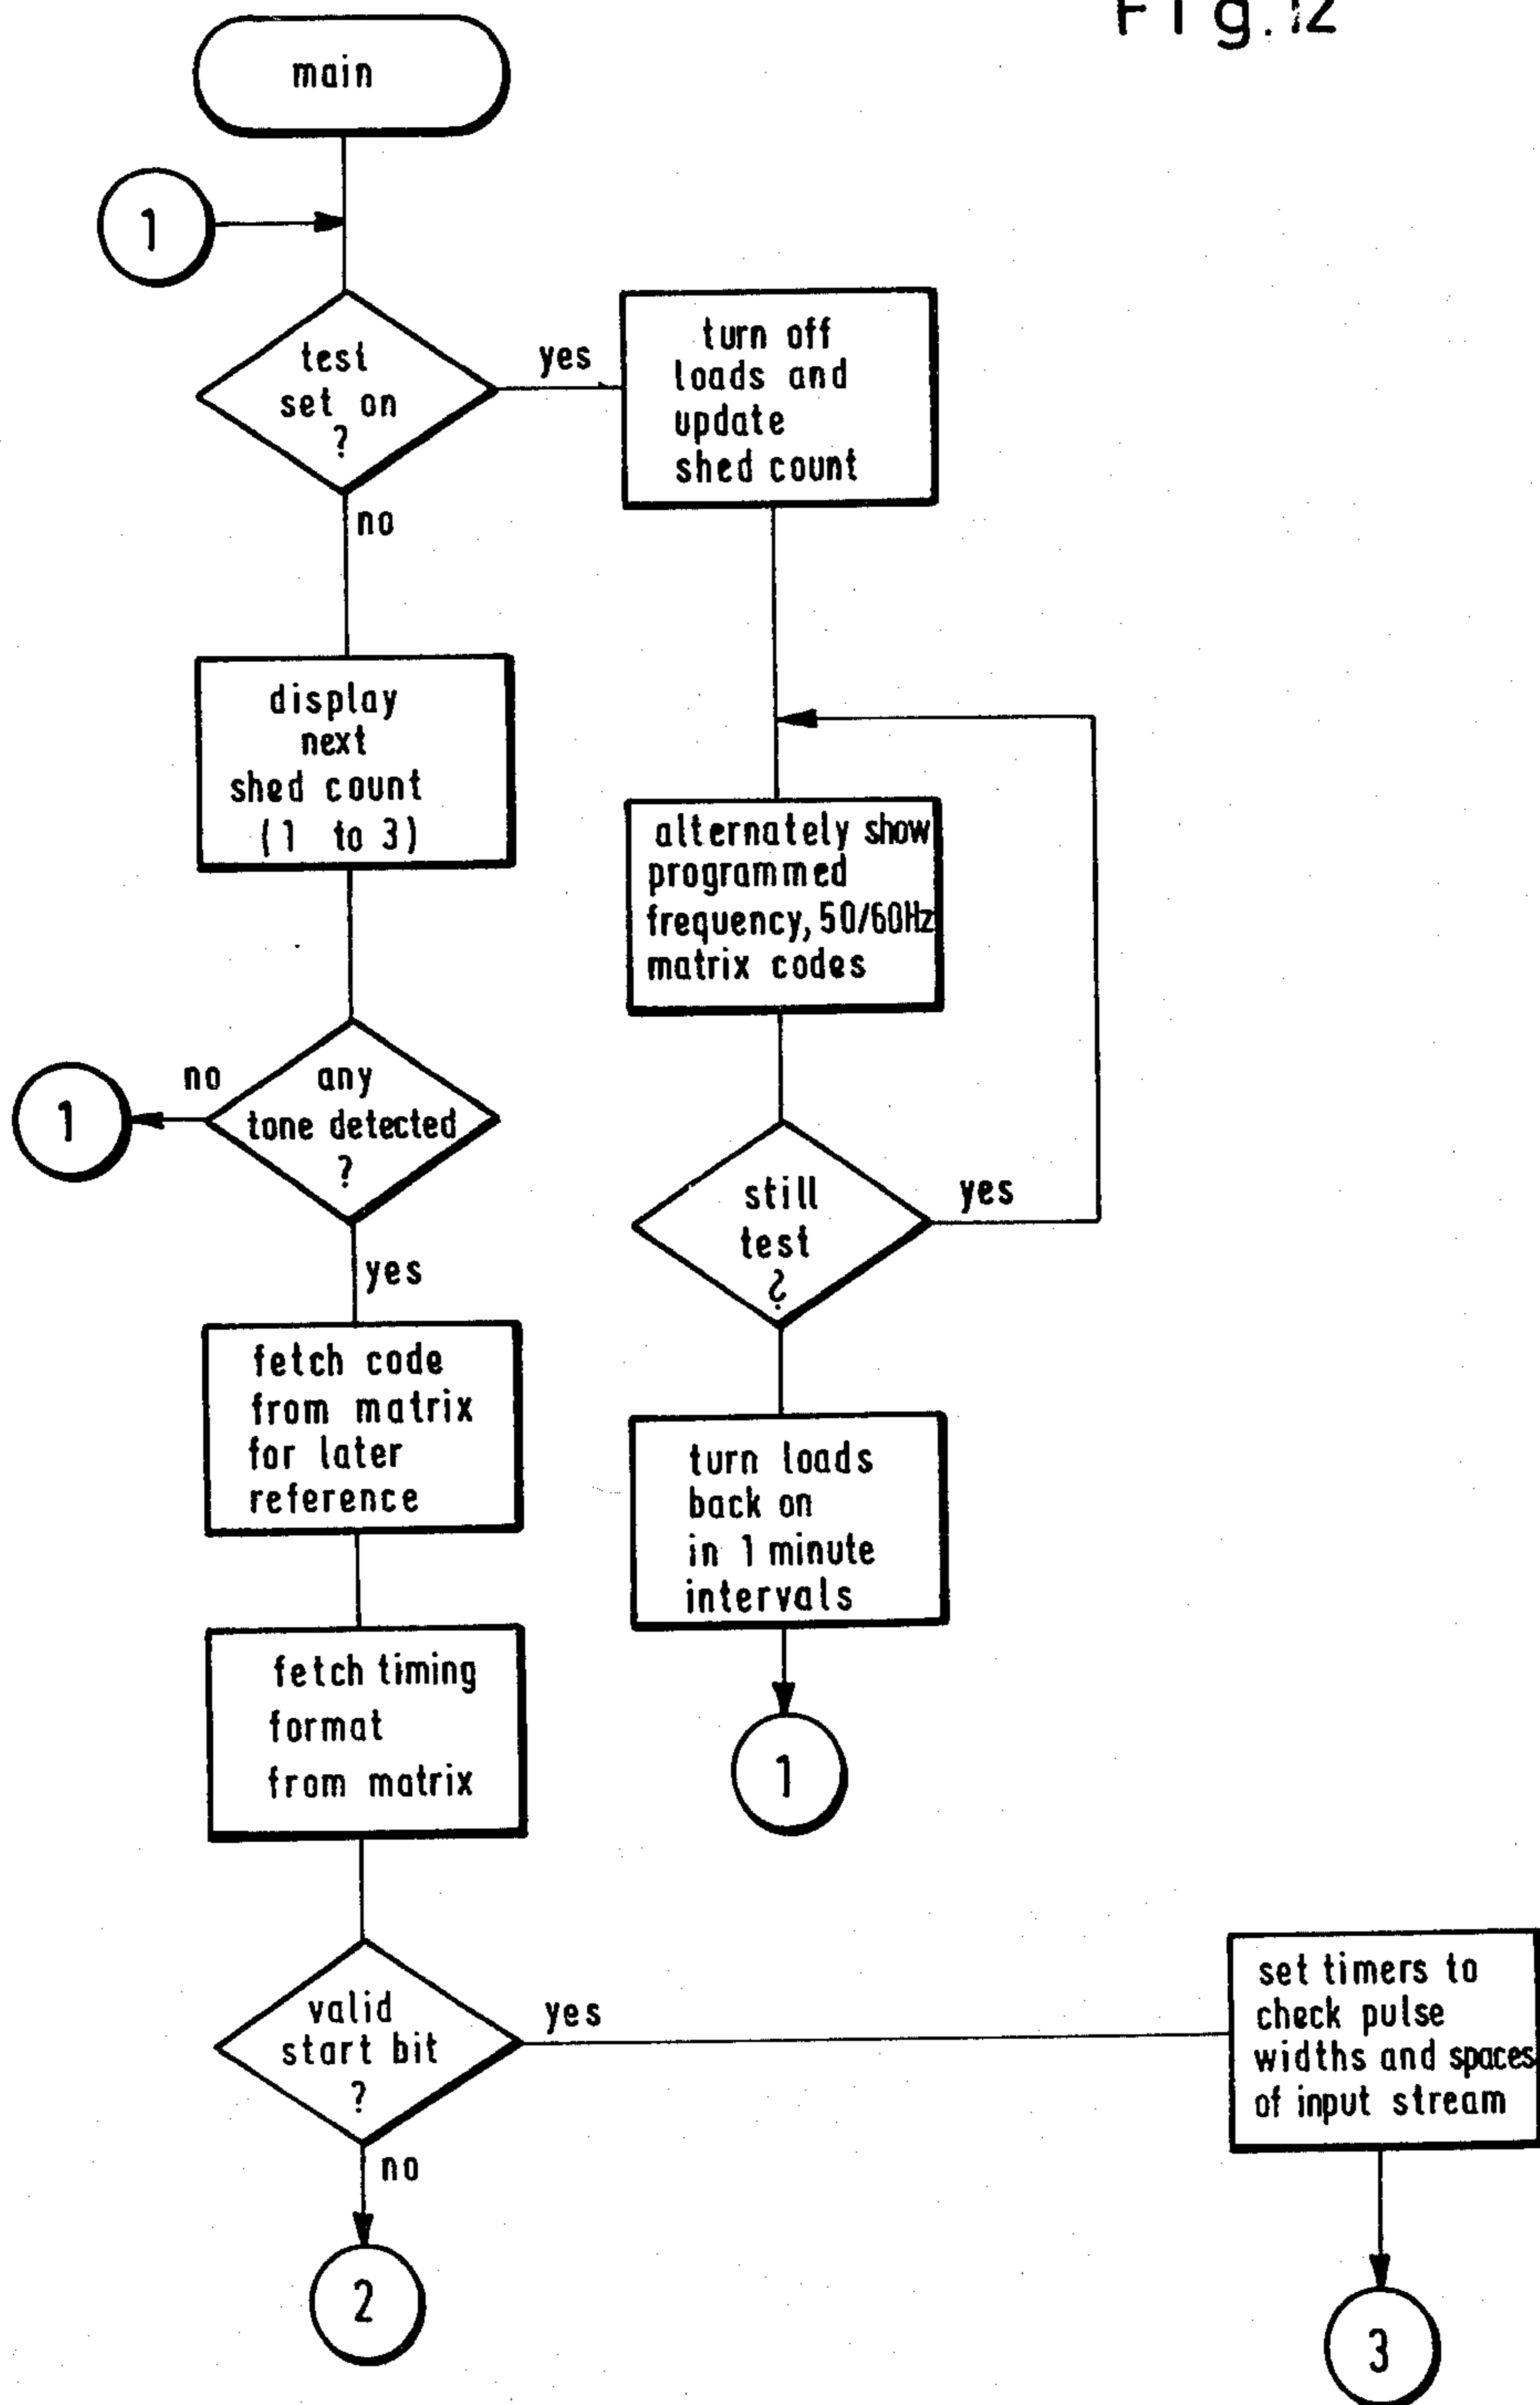 Fig.12
main
1
test
set on
?
yes
no
turn off
loads and
update
shed count
display
next
shed count
(1 to 3)
alternately show
programmed
frequency, 50/60Hz
matrix codes
any
tone detected
?
no
1
yes
still
test
?
yes
fetch code
from matrix
for later
reference
turn loads
back on
in 1 minute
intervals
fetch timing
format
from matrix
1
valid
start bit
?
yes
no
set timers to
check pulse
widths and spaces
of input stream
2
3